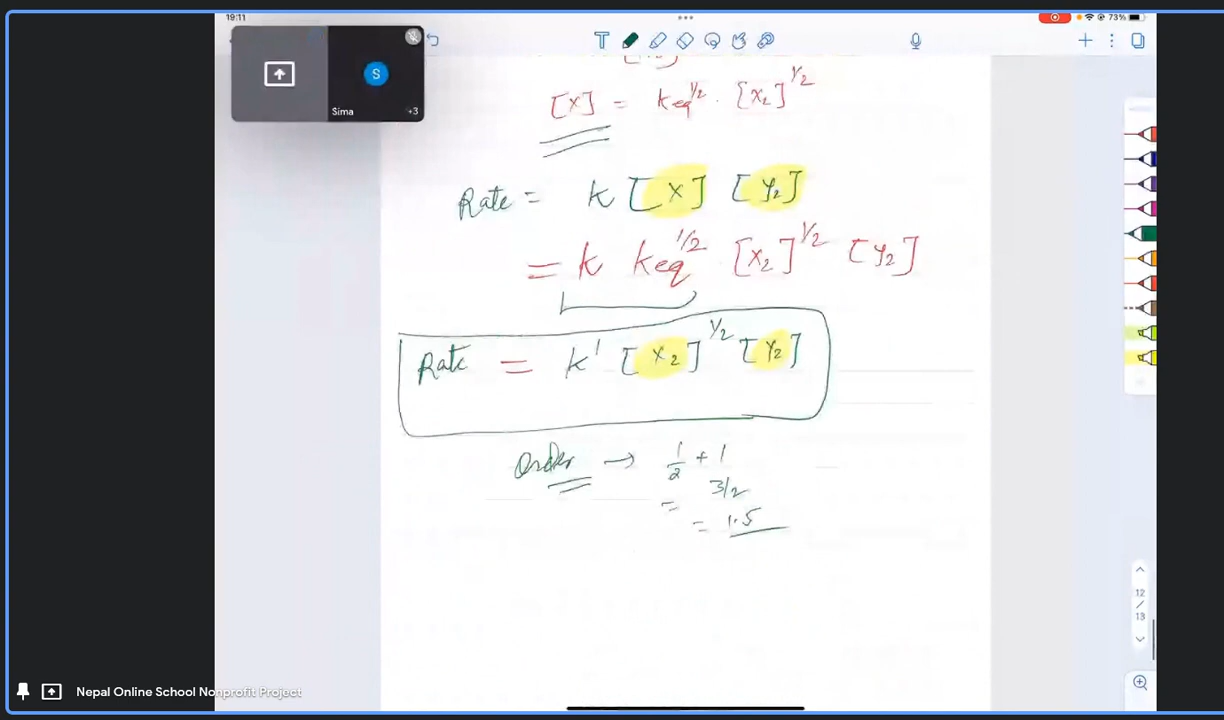 19:11
73%
S
Sima
+3
[X] = Keq^1/2 . [X2]^1/2
Rate = k [X] [Y2]
= k keq^1/2 [X2]^1/2 [Y2]
Rate = k' [X2]^1/2 [Y2]
Order → 1/2 + 1
= 3/2
= 1.5
12
/
13
Nepal Online School Nonprofit Project